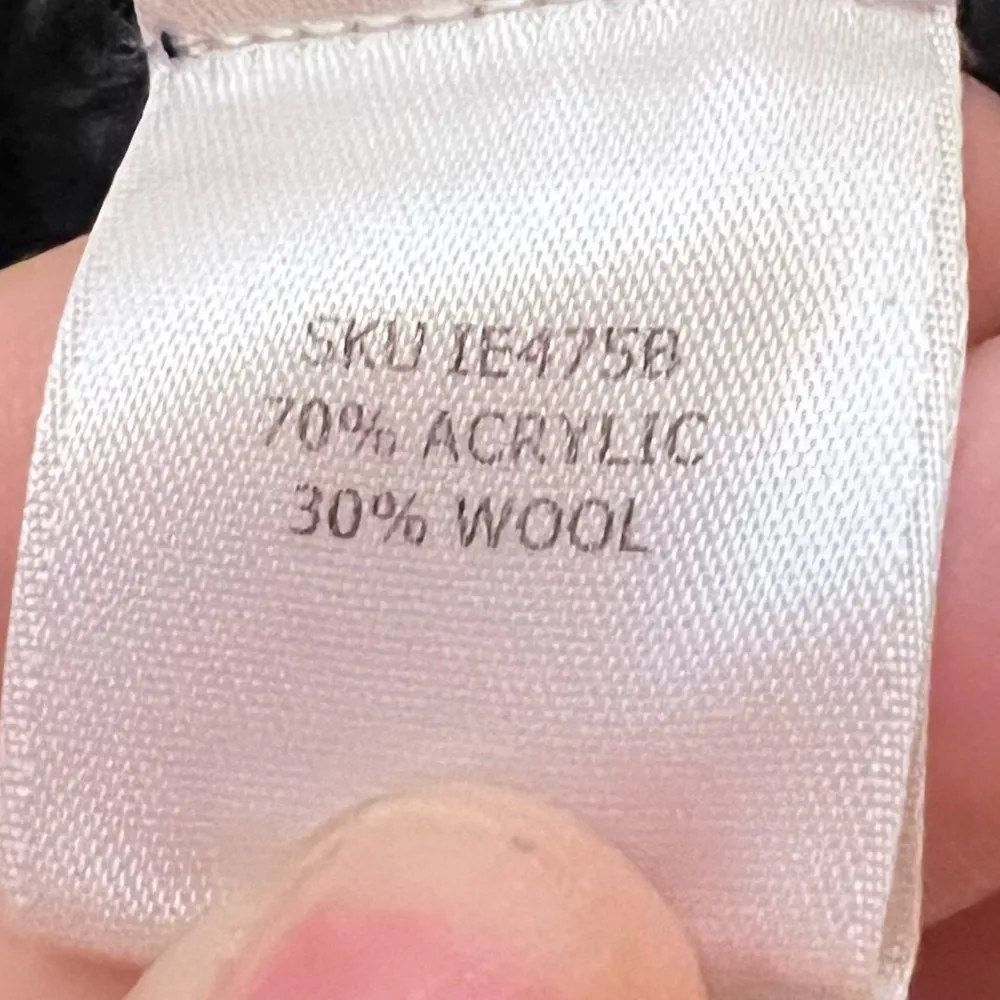 SKU IE475B
70% ACRYLIC
30% WOOL